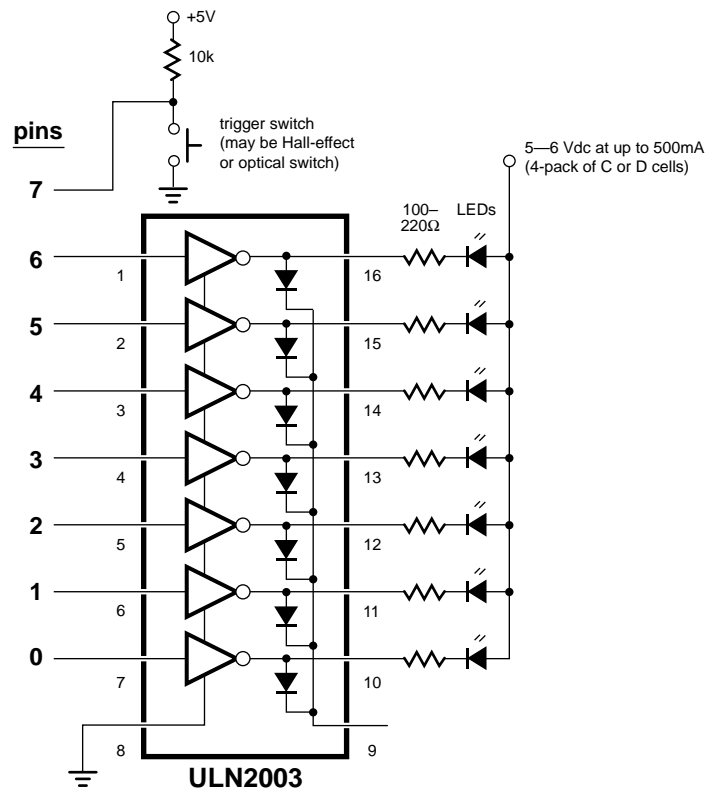 +5V
10k
trigger switch
(may be Hall-effect
or optical switch)
5—6 Vdc at up to 500mA
(4-pack of C or D cells)
pins
7
100–
220Ω
LEDs
6
1
16
5
2
15
4
3
14
3
4
13
2
5
12
1
6
11
0
7
10
8
9
ULN2003